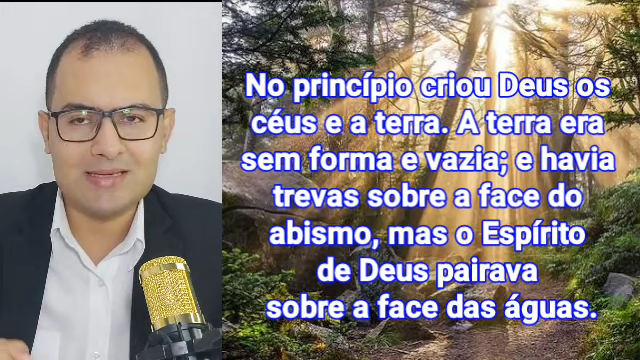 No princípio criou Deus os
céus e a terra. A terra era
sem forma e vazia; e havia
trevas sobre a face do
abismo, mas o Espírito
de Deus pairava
sobre a face das águas.